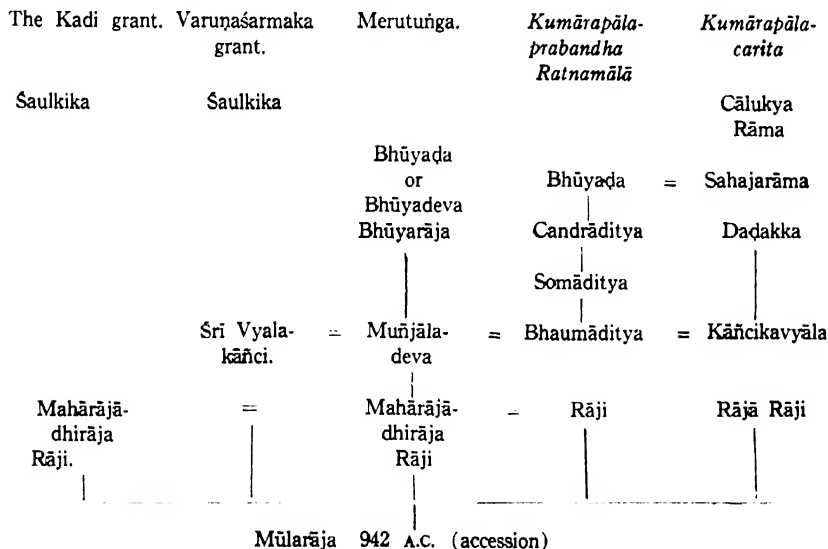 The Kadi grant. Varuṇaśarmaka Merutuṅga. Kumārapāla- Kumārapāla-
grant. prabandha carita
Ratnamālā
Śaulkika Śaulkika Cālukya
Rāma
Bhūyaḍa
or Bhūyaḍa = Sahajarāma
Bhūyadeva
Bhūyarāja Candrāditya Daḍakka
Somāditya
Śrī Vyala- = Muñjāla- = Bhaumāditya = Kāñcikavyāla
kāñci. deva
Mahārājā- = Mahārājā- = Rāji Rājā Rāji
dhirāja dhirāja
Rāji. Rāji
Mūlarāja 942 A.C. (accession)